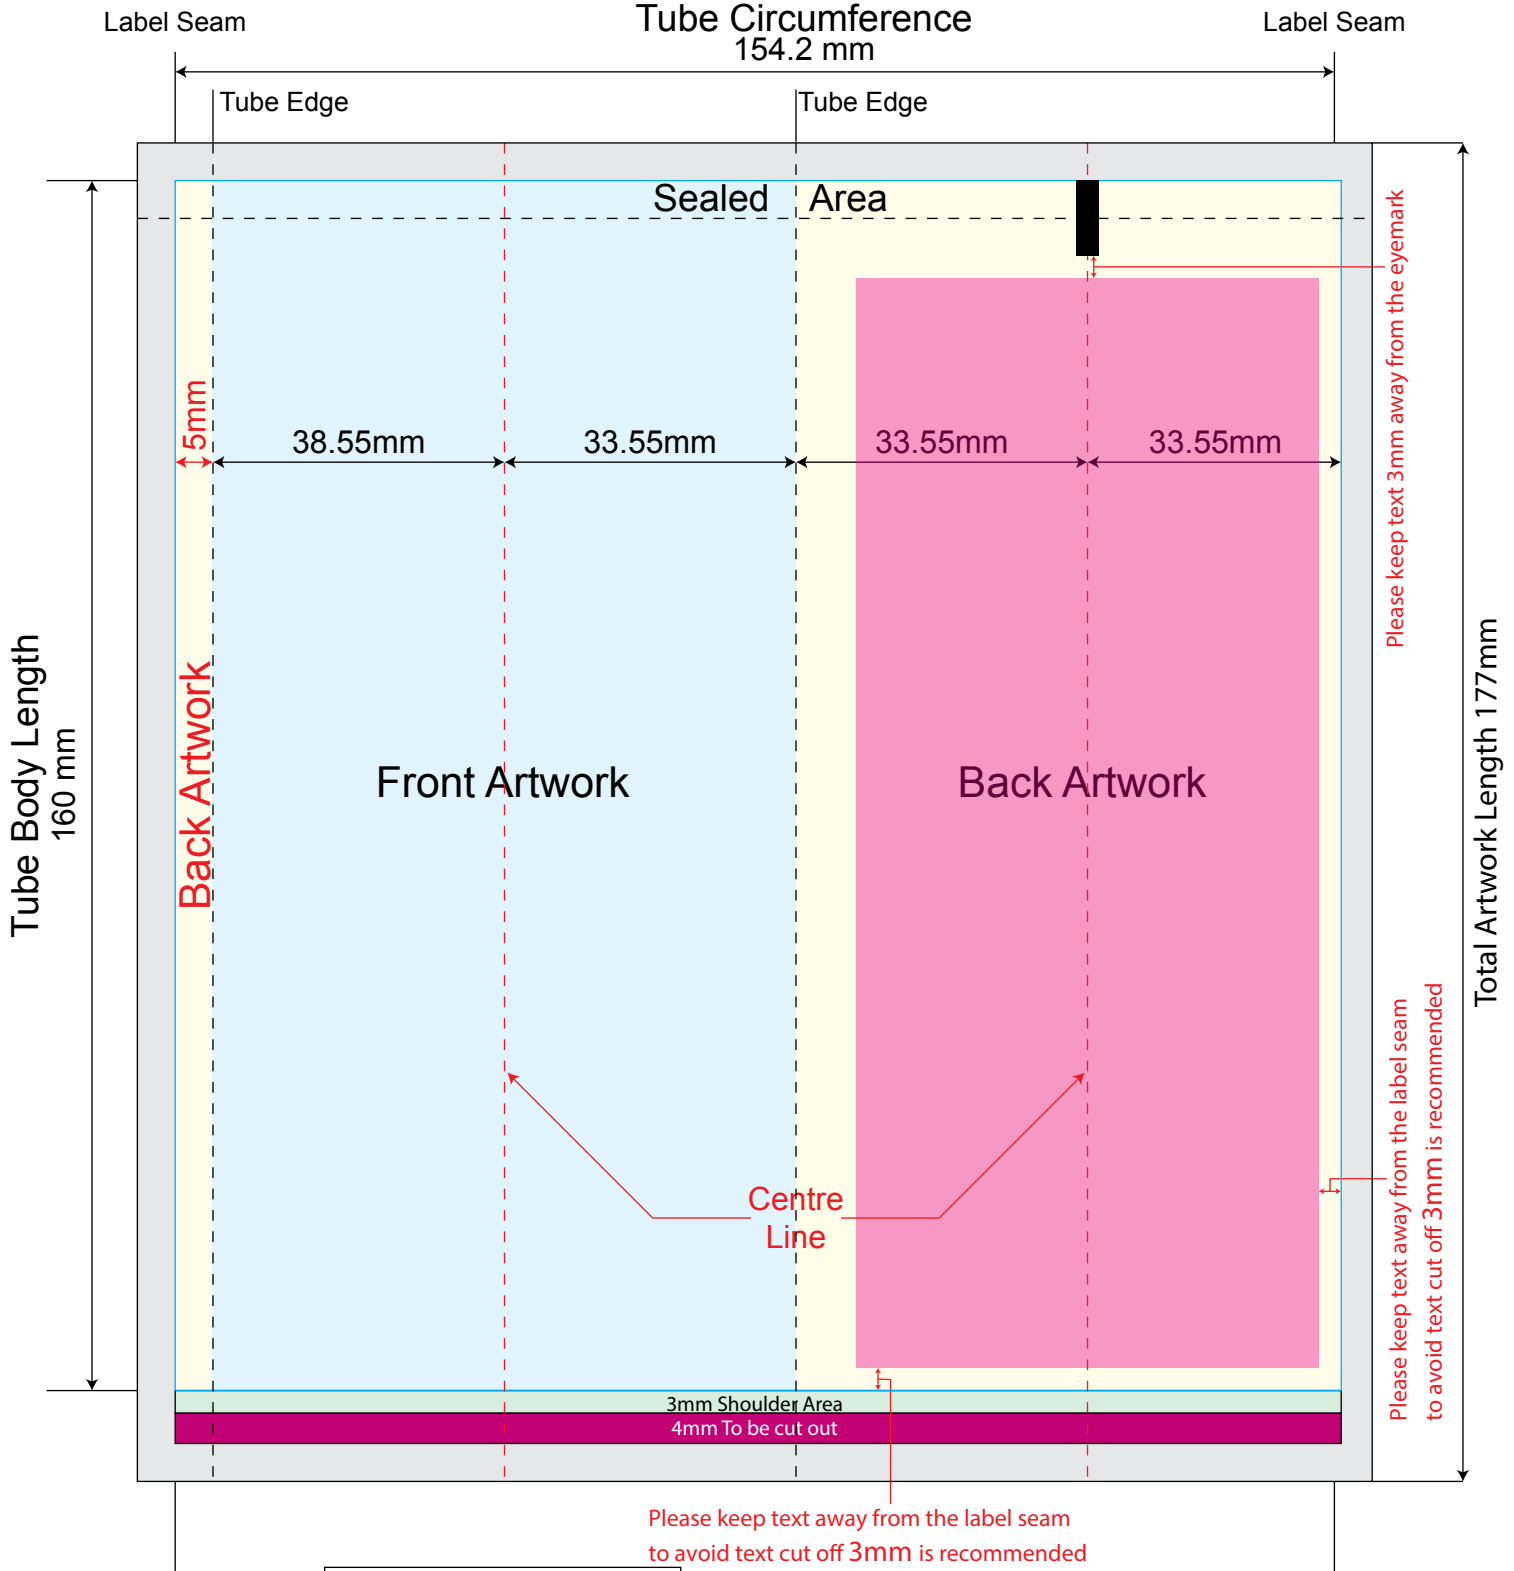 Label Seam
Tube Circumference
154.2 mm
Label Seam
Tube Edge
Tube Edge
Sealed Area
Please keep text 3mm away from the eyemark
5mm
38.55mm
33.55mm
33.55mm
33.55mm
Tube Body Length
160 mm
Back Artwork
Front Artwork
Back Artwork
Total Artwork Length 177mm
Centre
Line
Please keep text away from the label seam
to avoid text cut off 3mm is recommended
3mm Shoulder Area
4mm To be cut out
Please keep text away from the label seam
to avoid text cut off 3mm is recommended